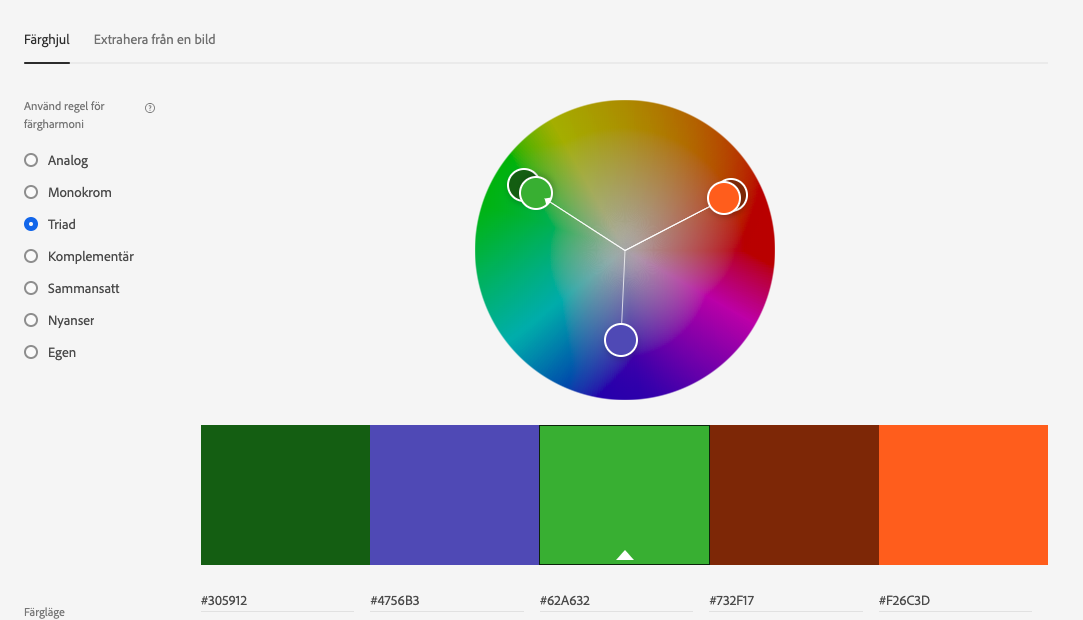 Färghjul
Extrahera från en bild
Använd regel för
färgharmoni
Analog
Monokrom
Triad
Komplementär
Sammansatt
Nyanser
Egen
#305912
#4756B3
#62A632
#732F17
#F26C3D
Färgläge